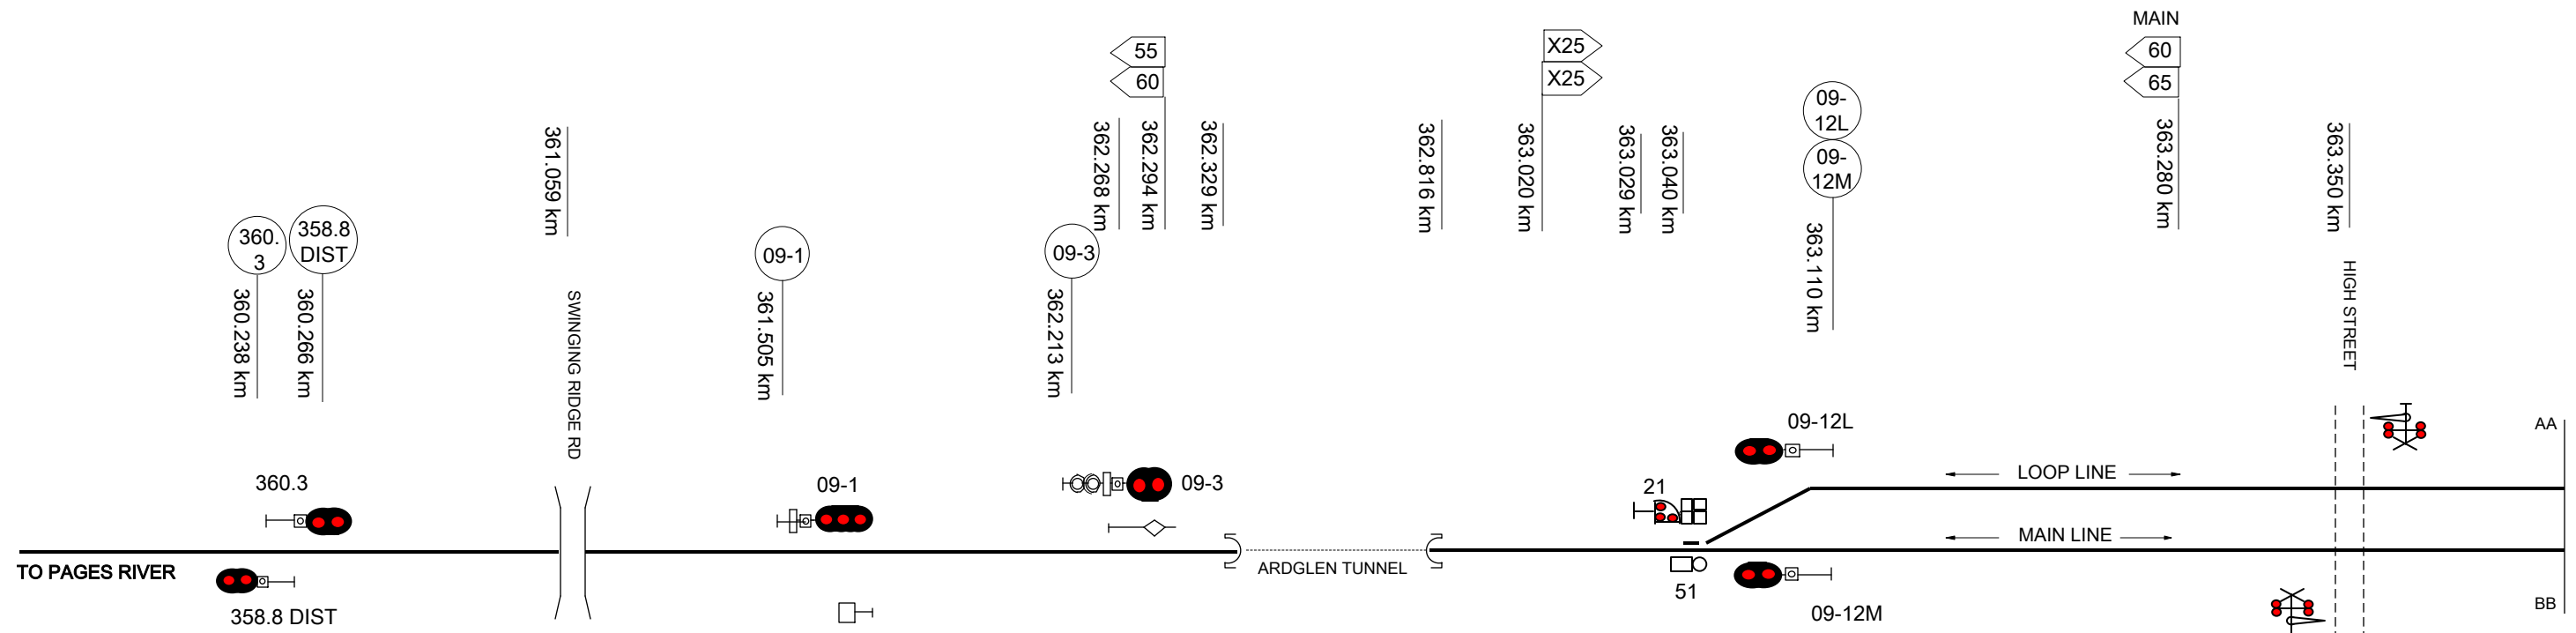 MAIN
55
60
X25
X25
60
65
09-
12L
09-
12M
360.
3
358.8
DIST
09-1
09-3
360.238 km
360.266 km
361.059 km
361.505 km
362.213 km
362.268 km
362.294 km
362.329 km
362.816 km
363.020 km
363.029 km
363.040 km
363.110 km
363.280 km
363.350 km
SWINGING RIDGE RD
HIGH STREET
360.3
09-1
09-3
21
09-12L
AA
LOOP LINE
MAIN LINE
TO PAGES RIVER
ARDGLEN TUNNEL
358.8 DIST
51
09-12M
BB